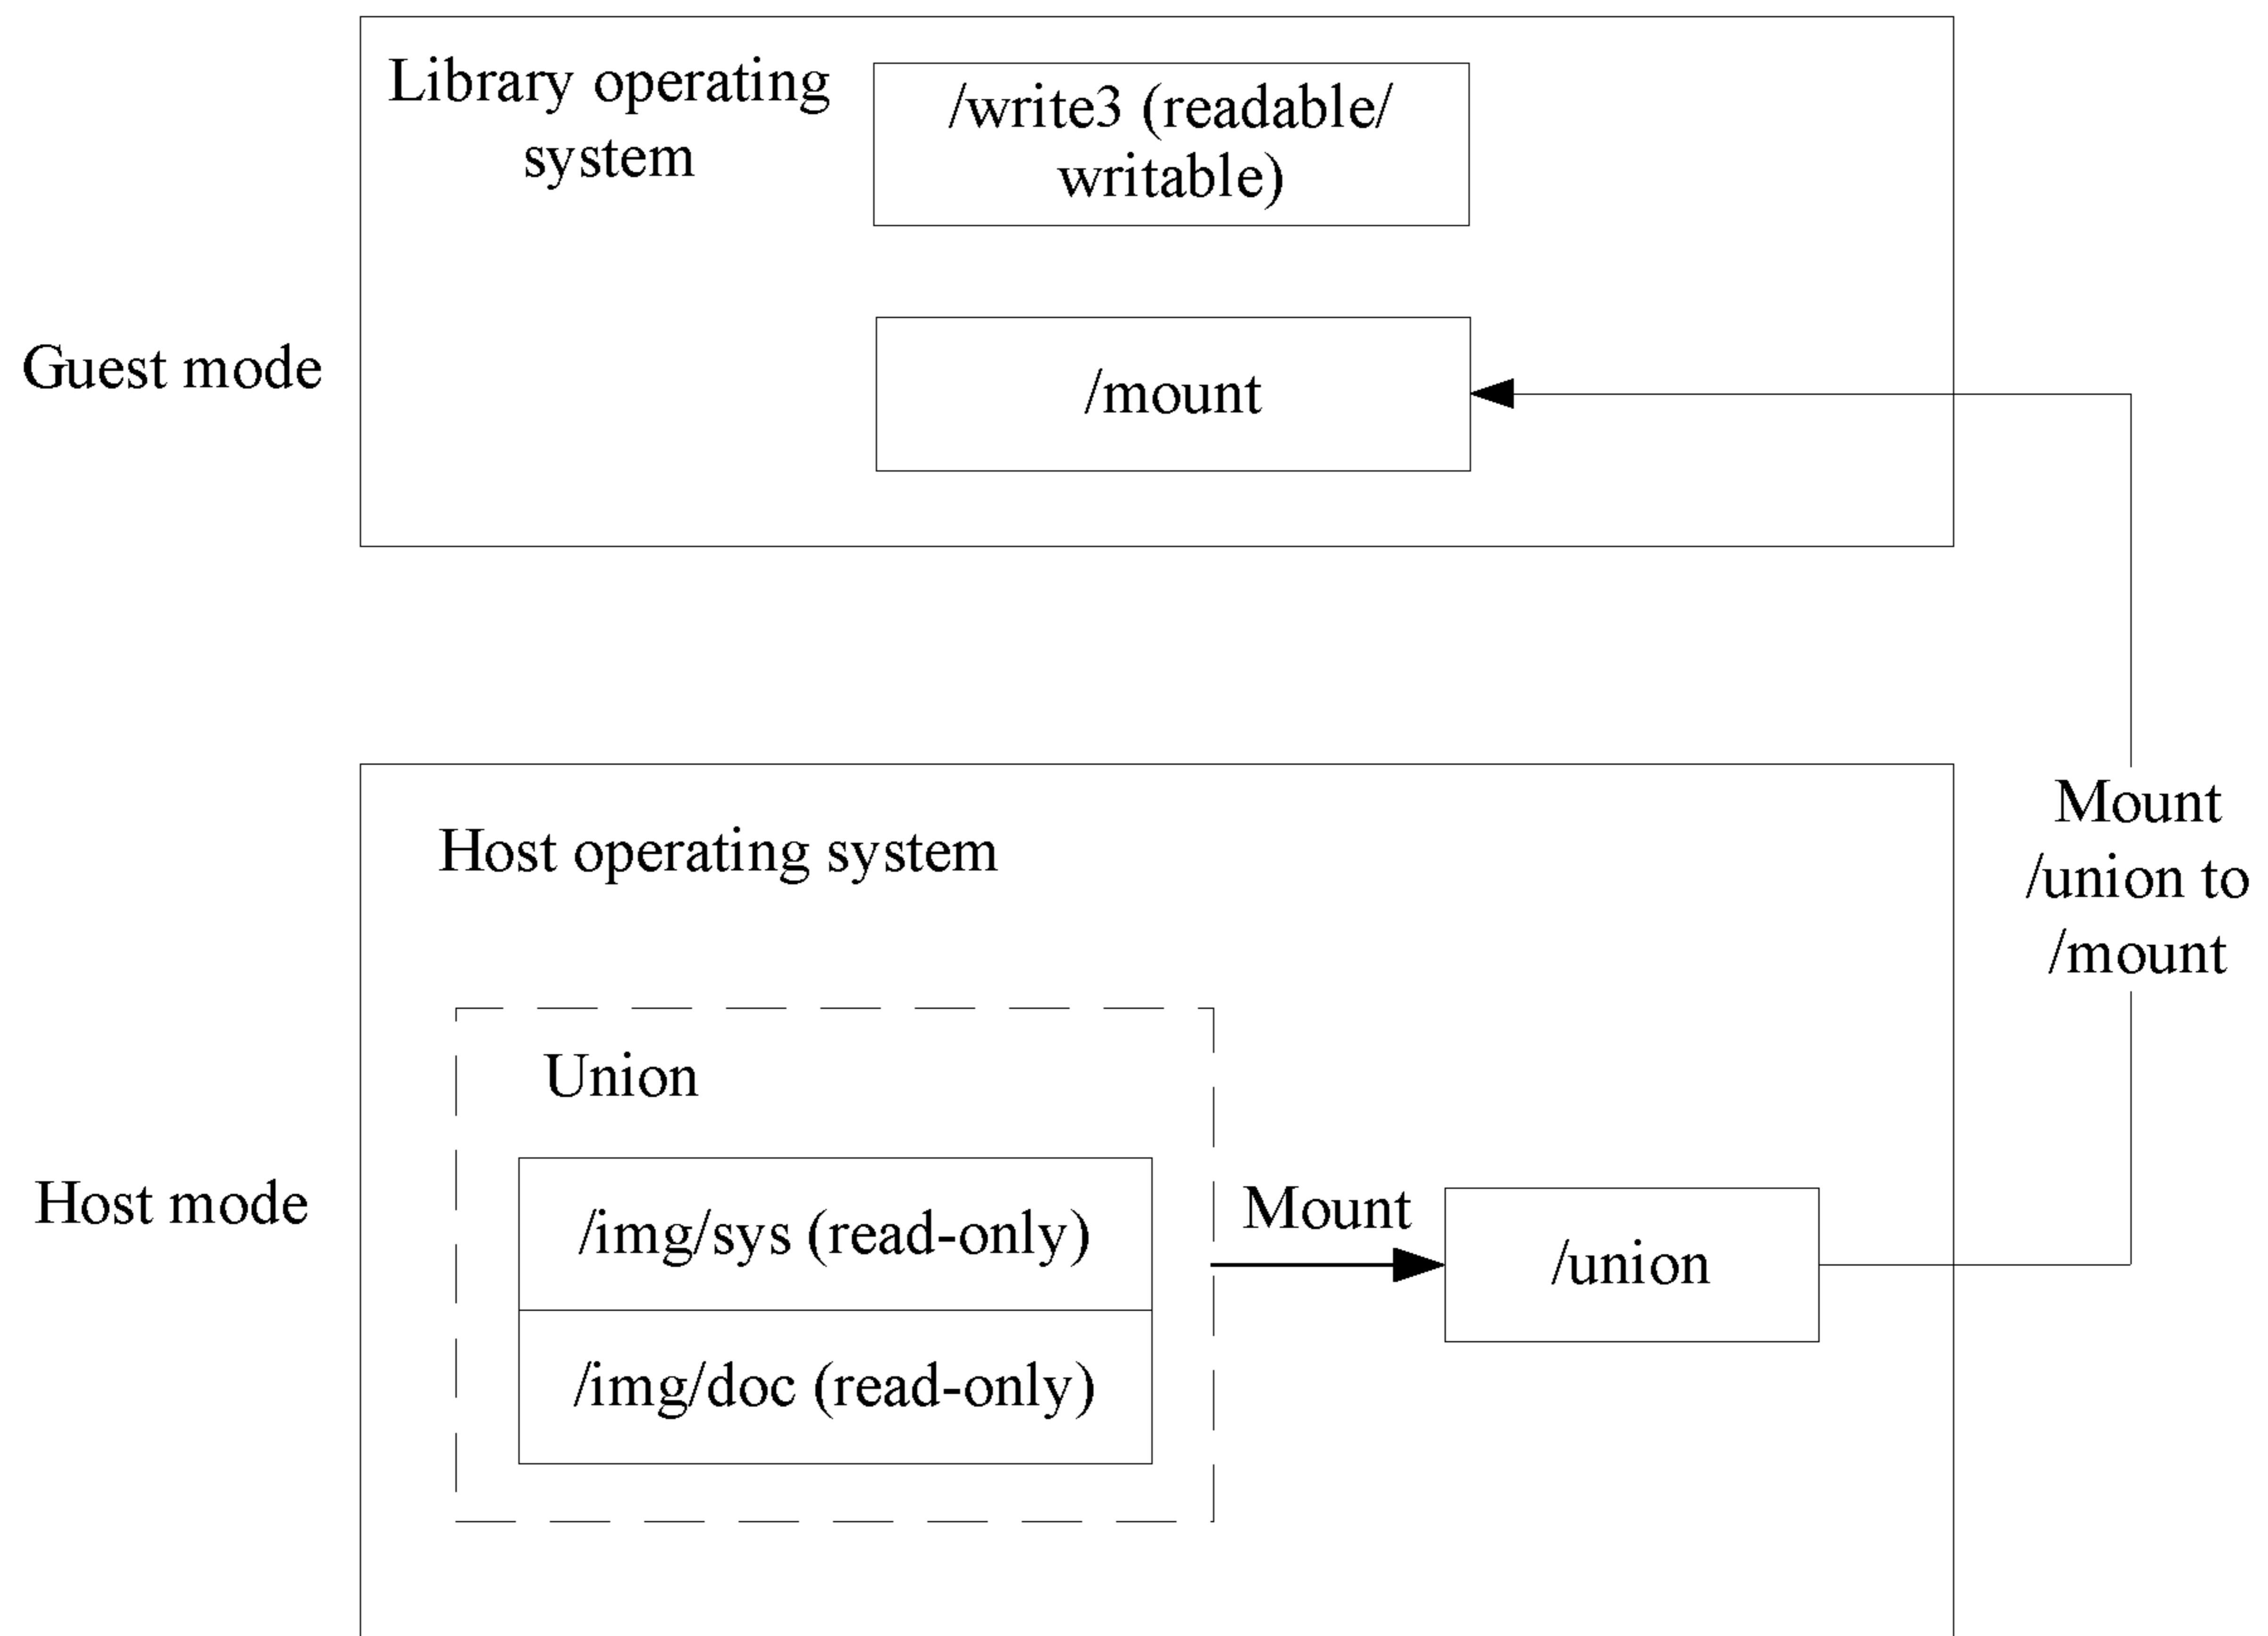 Library operating
system
/write3 (readable/
writable)
Guest mode
/mount
Mount
/union to
/mount
Host operating system
Union
Host mode
/img/sys (read-only)
Mount
/union
/img/doc (read-only)